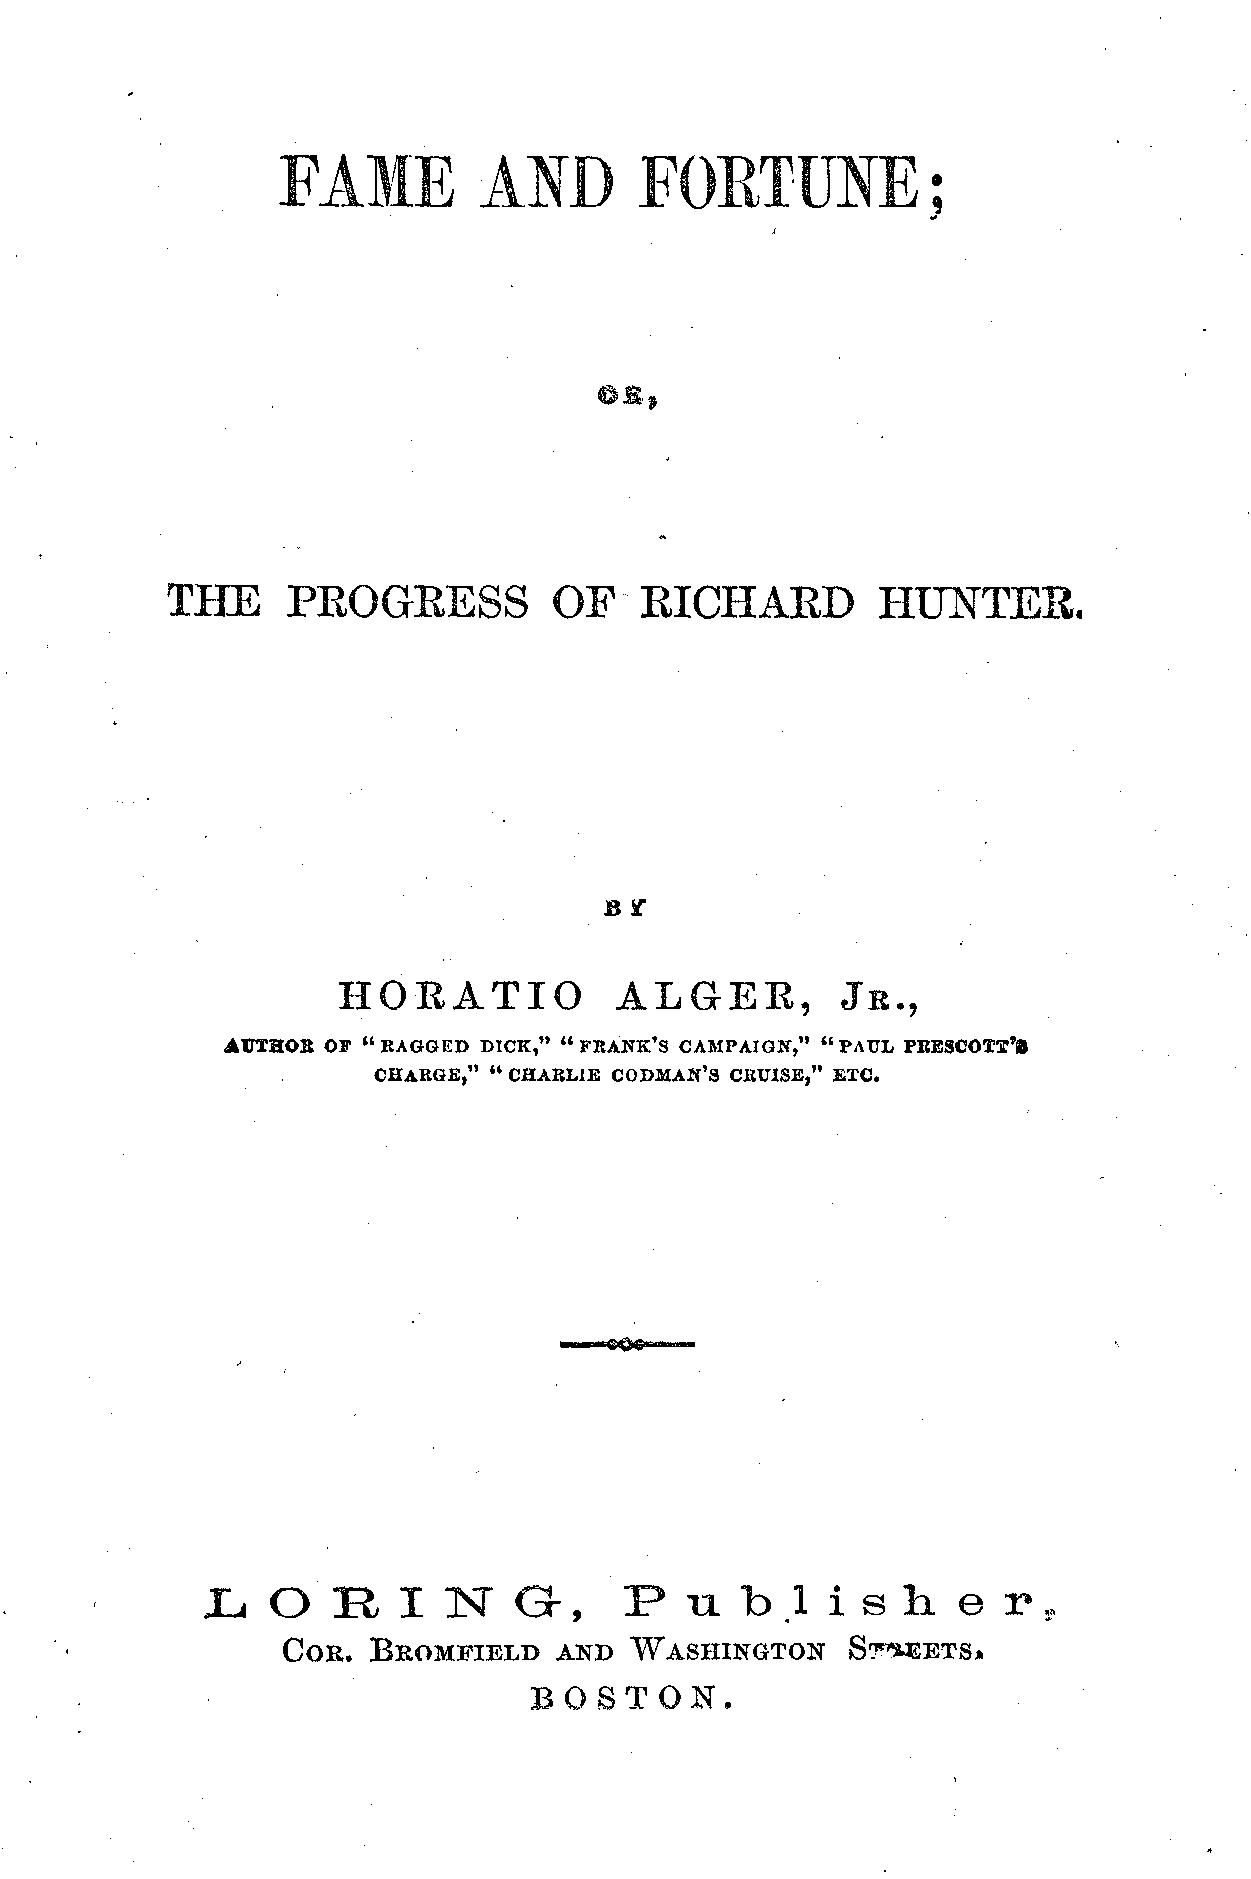 FAME AND FORTUNE;
OR,
THE PROGRESS OF RICHARD HUNTER.
BY
HORATIO ALGER, JR.,
AUTHOR OF “RAGGED DICK,” “FRANK'S CAMPAIGN,” “PAUL PRESCOTT'S
CHARGE,” “CHARLIE CODMAN'S CRUISE,” ETC.
LORING, Publisher,
COR. BROMFIELD AND WASHINGTON STREETS,
BOSTON.